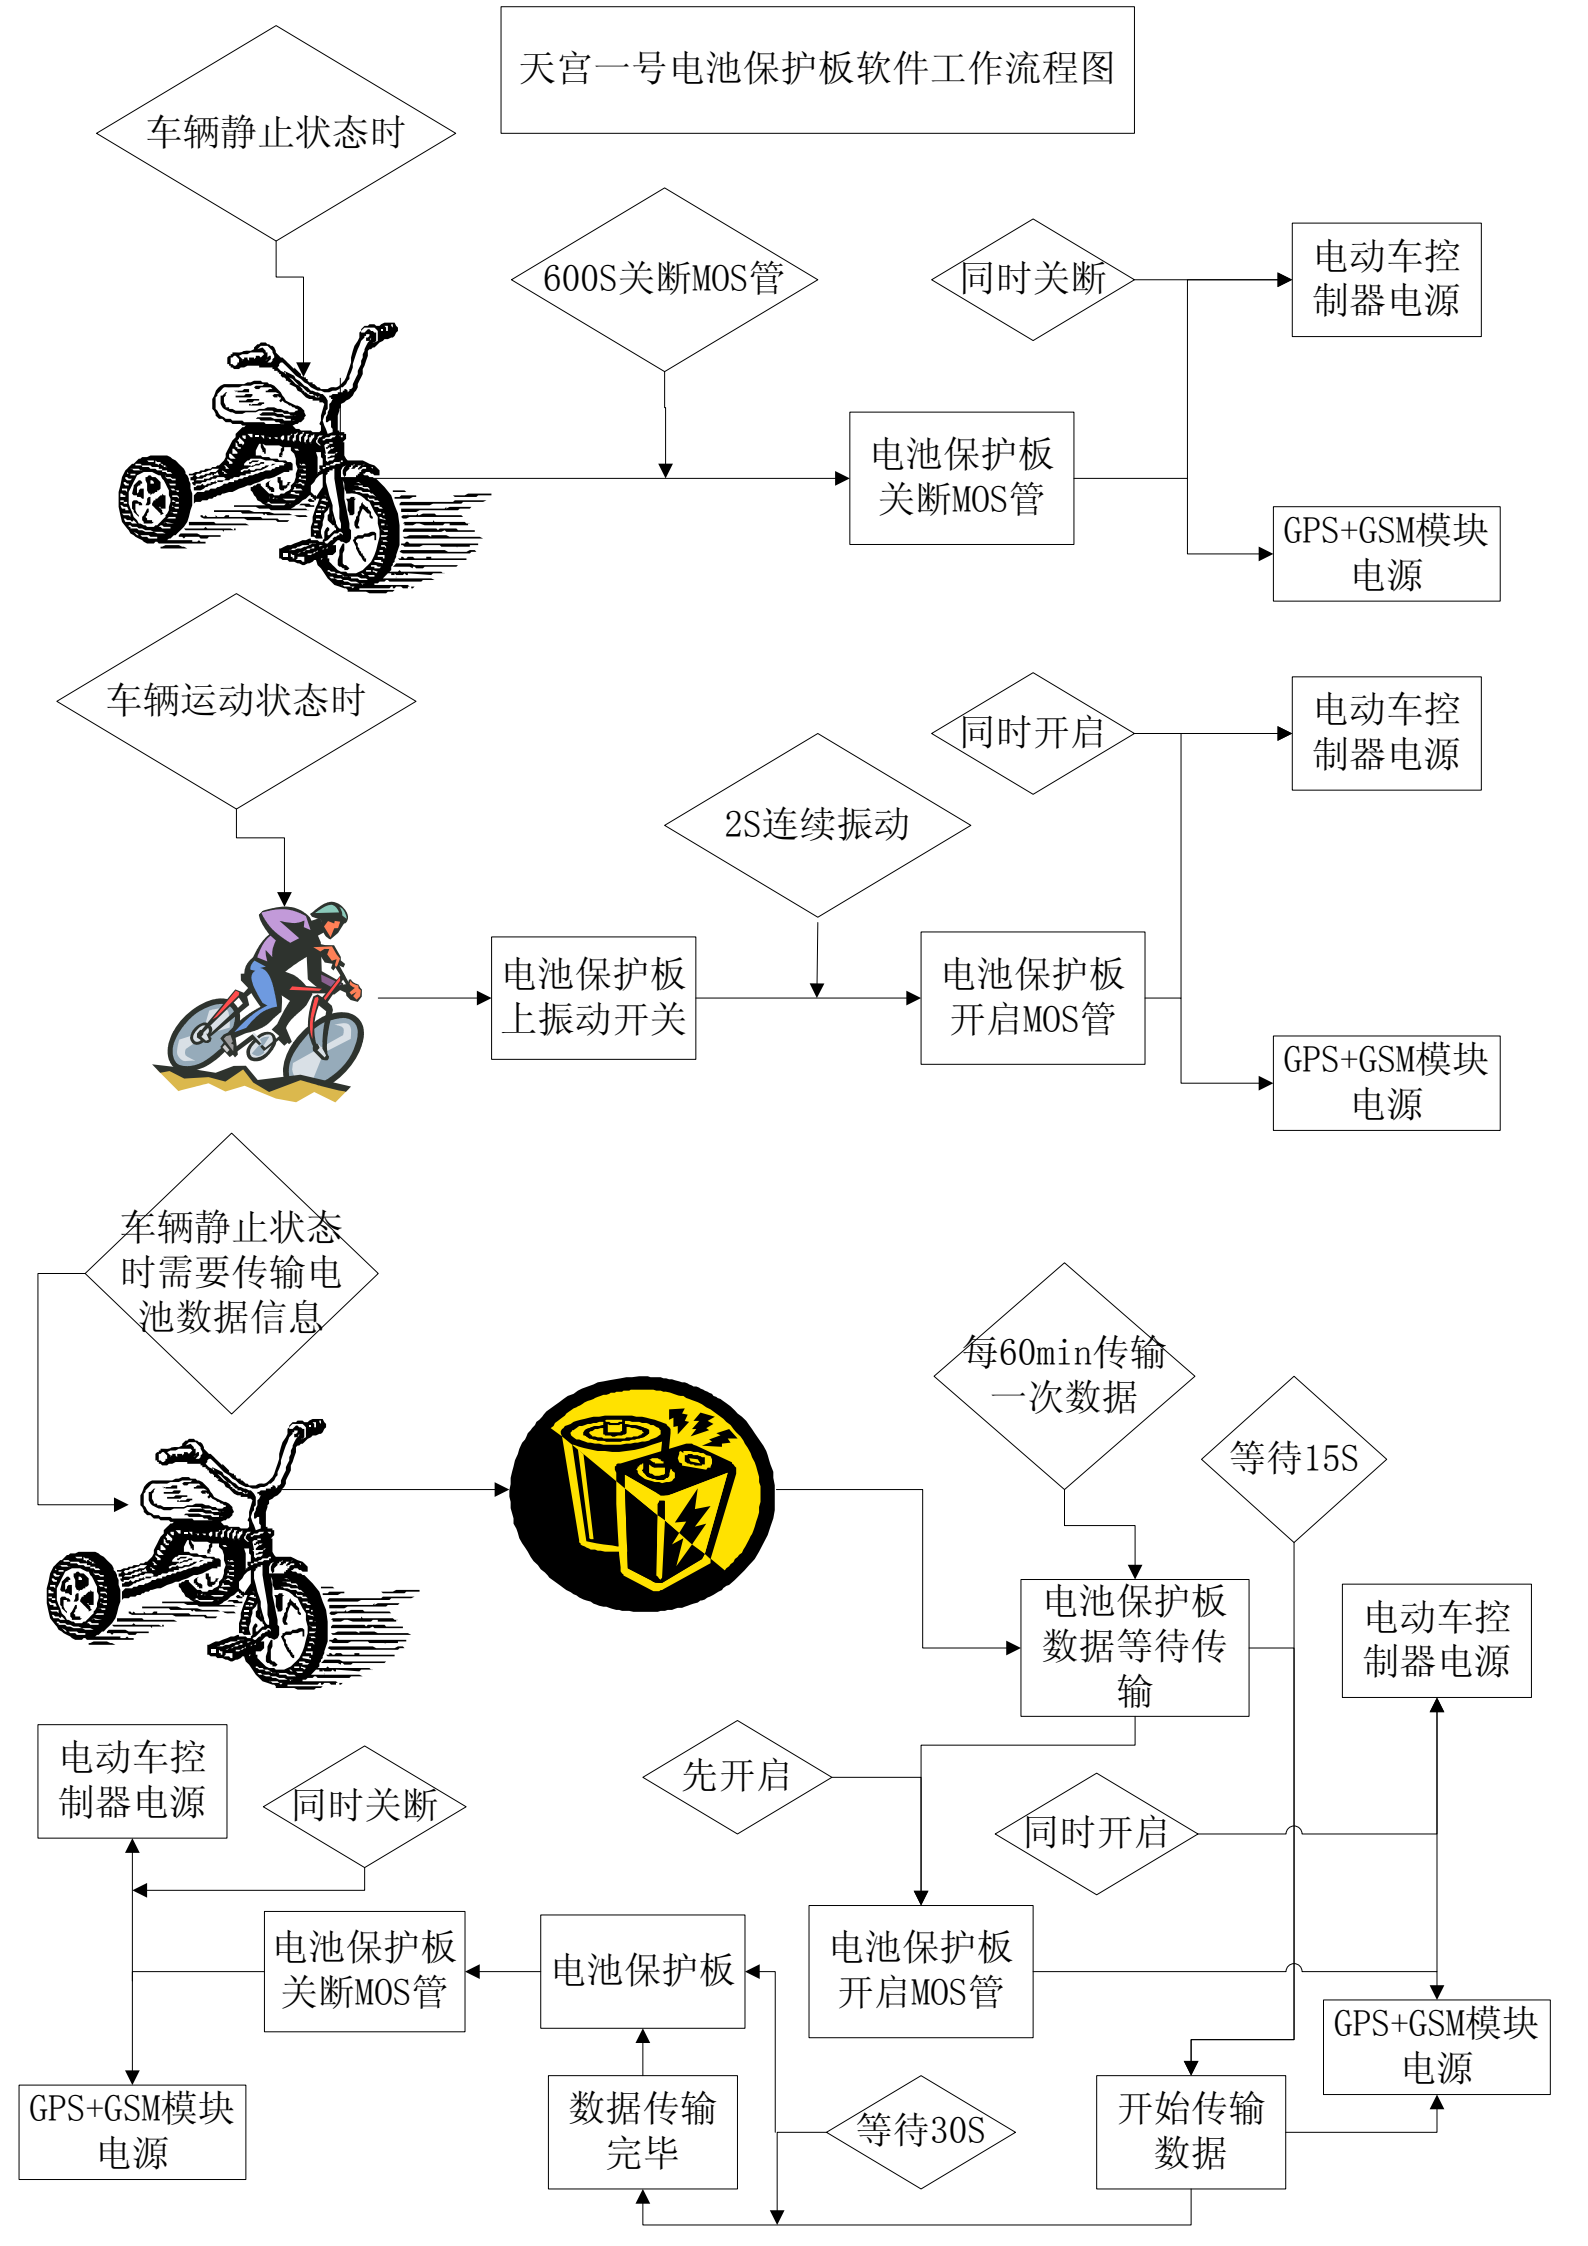 天宫一号电池保护板软件工作流程图
车辆静止状态时
600S关断MOS管
同时关断
电动车控
制器电源
电池保护板
关断MOS管
GPS+GSM模块
电源
车辆运动状态时
同时开启
电动车控
制器电源
2S连续振动
电池保护板
上振动开关
电池保护板
开启MOS管
GPS+GSM模块
电源
车辆静止状态
时需要传输电
池数据信息
每60min传输
一次数据
等待15S
电池保护板
数据等待传
输
电动车控
制器电源
电动车控
制器电源
同时关断
先开启
同时开启
电池保护板
关断MOS管
电池保护板
电池保护板
开启MOS管
GPS+GSM模块
电源
GPS+GSM模块
电源
数据传输
完毕
等待30S
开始传输
数据